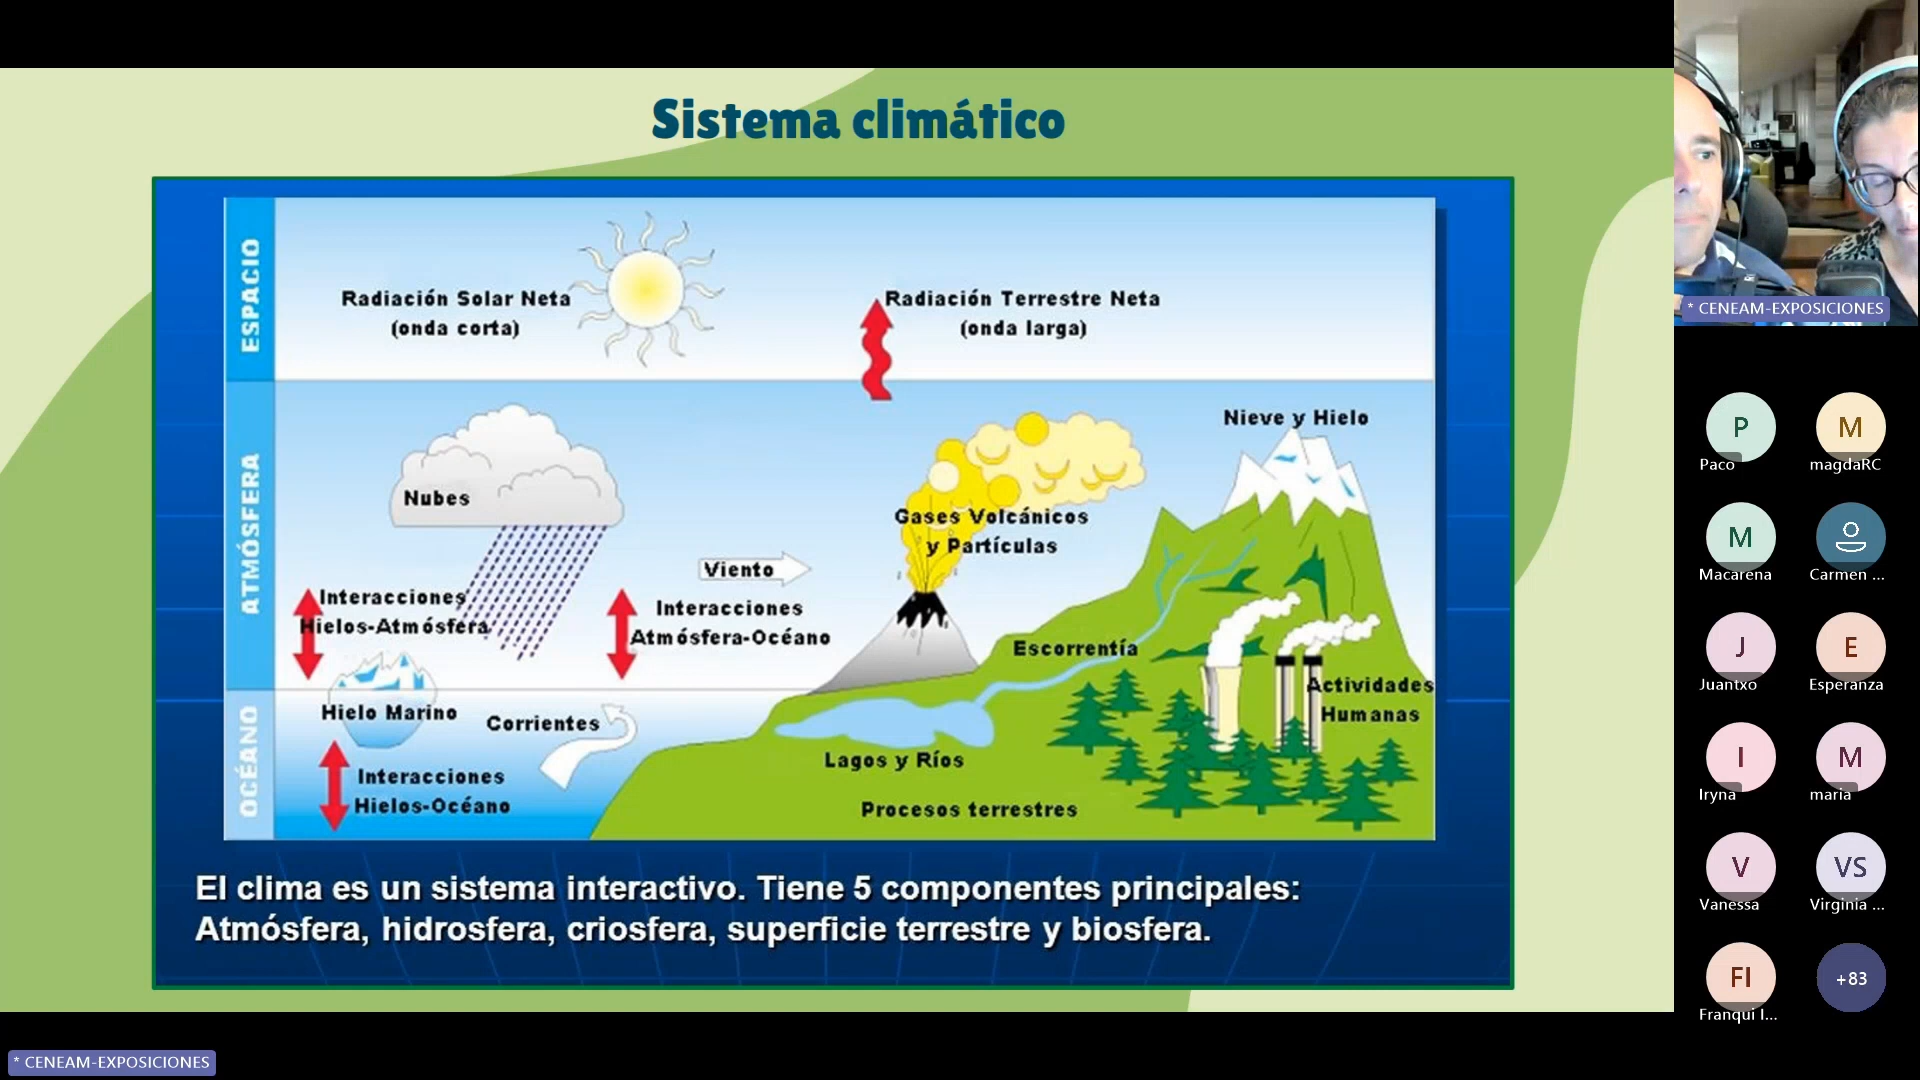 Sistema climático
ESPACIO
Radiación Solar Neta
(onda corta)
Radiación Terrestre Neta
(onda larga)
ATMÓSFERA
Nubes
Nieve y Hielo
Gases Volcánicos
y Partículas
Viento
Interacciones
Hielos-Atmósfera
Interacciones
Atmósfera-Océano
Escorrentía
Actividades
Humanas
OCÉANO
Hielo Marino
Corrientes
Interacciones
Hielos-Océano
Lagos y Ríos
Procesos terrestres
El clima es un sistema interactivo. Tiene 5 componentes principales:
Atmósfera, hidrosfera, criosfera, superficie terrestre y biosfera.
* CENEAM-EXPOSICIONES
* CENEAM-EXPOSICIONES
P
Paco
M
magdaRC
M
Macarena
Carmen ...
J
Juantxo
E
Esperanza
I
Iryna
M
maria
V
Vanessa
VS
Virginia ...
FI
Franqui I...
+83